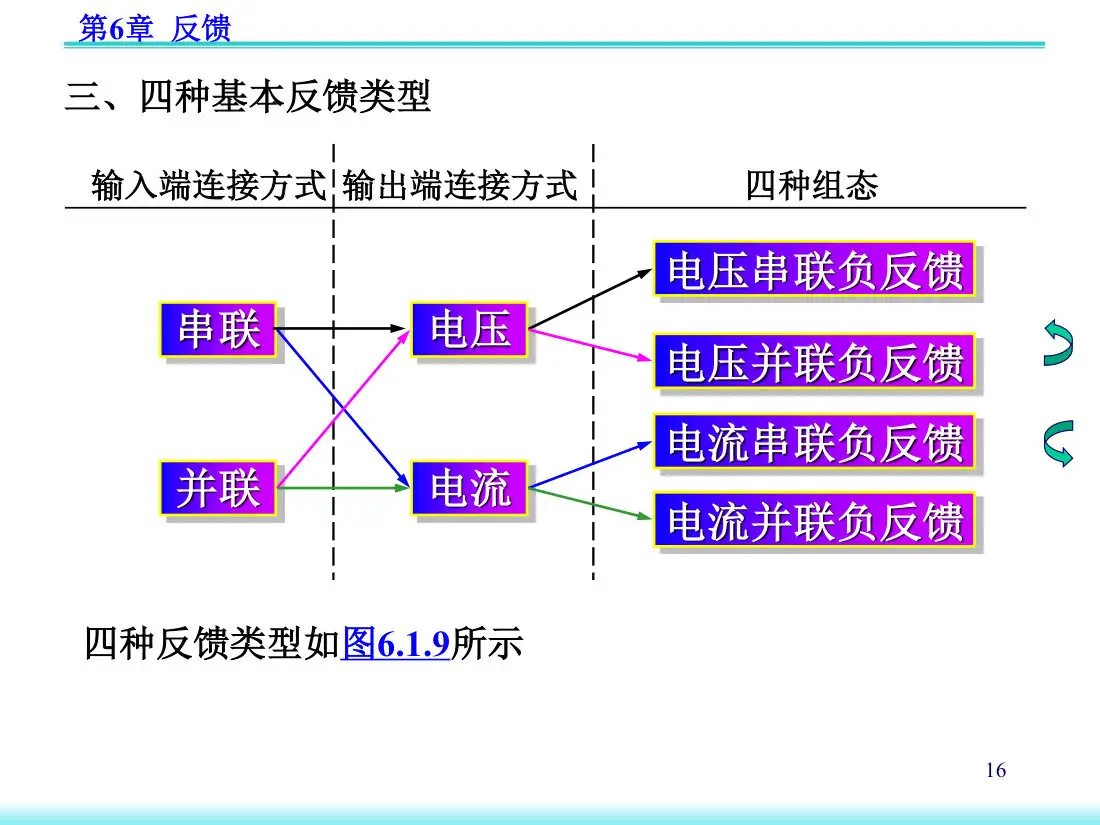 第6章 反馈
三、四种基本反馈类型
输入端连接方式 输出端连接方式 四种组态
电压串联负反馈
串联 电压
电压并联负反馈
电流串联负反馈
并联 电流
电流并联负反馈
四种反馈类型如图6.1.9所示
16